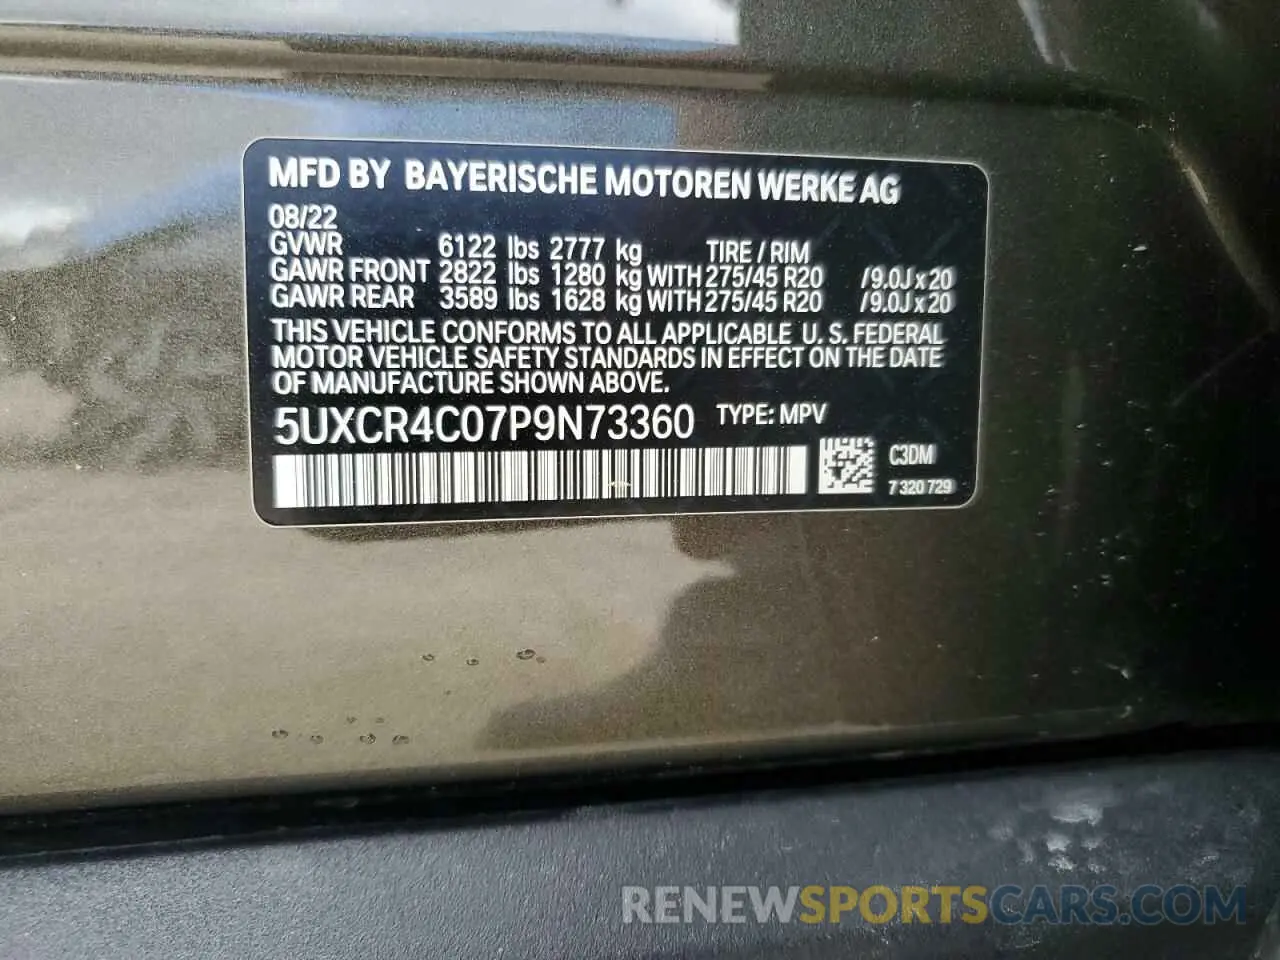 MFD BY BAYERISCHE MOTOREN WERKE AG
08/22
GVWR 6122 lbs 2777 kg TIRE / RIM
GAWR FRONT 2822 lbs 1280 kg WITH 275/45 R20 /9.0J x 20
GAWR REAR 3589 lbs 1628 kg WITH 275/45 R20 /9.0J x 20
THIS VEHICLE CONFORMS TO ALL APPLICABLE U. S. FEDERAL
MOTOR VEHICLE SAFETY STANDARDS IN EFFECT ON THE DATE
OF MANUFACTURE SHOWN ABOVE.
5UXCR4C07P9N73360 TYPE: MPV
C3DM
7 320 729
RENEWSPORTSCARS.COM